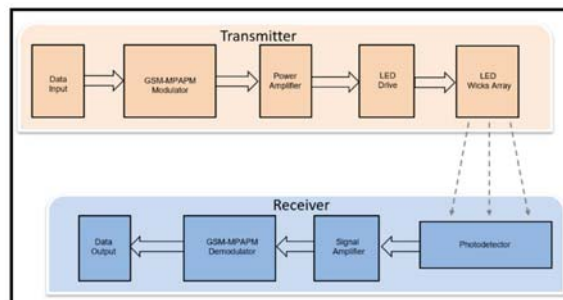 Transmitter
Data
Input
GSM-MPAPM
Modulator
Power
Amplifier
LED
Drive
LED
Wicks Array
Receiver
Data
Output
GSM-MPAPM
Demodulator
Signal
Amplifier
Photodetector